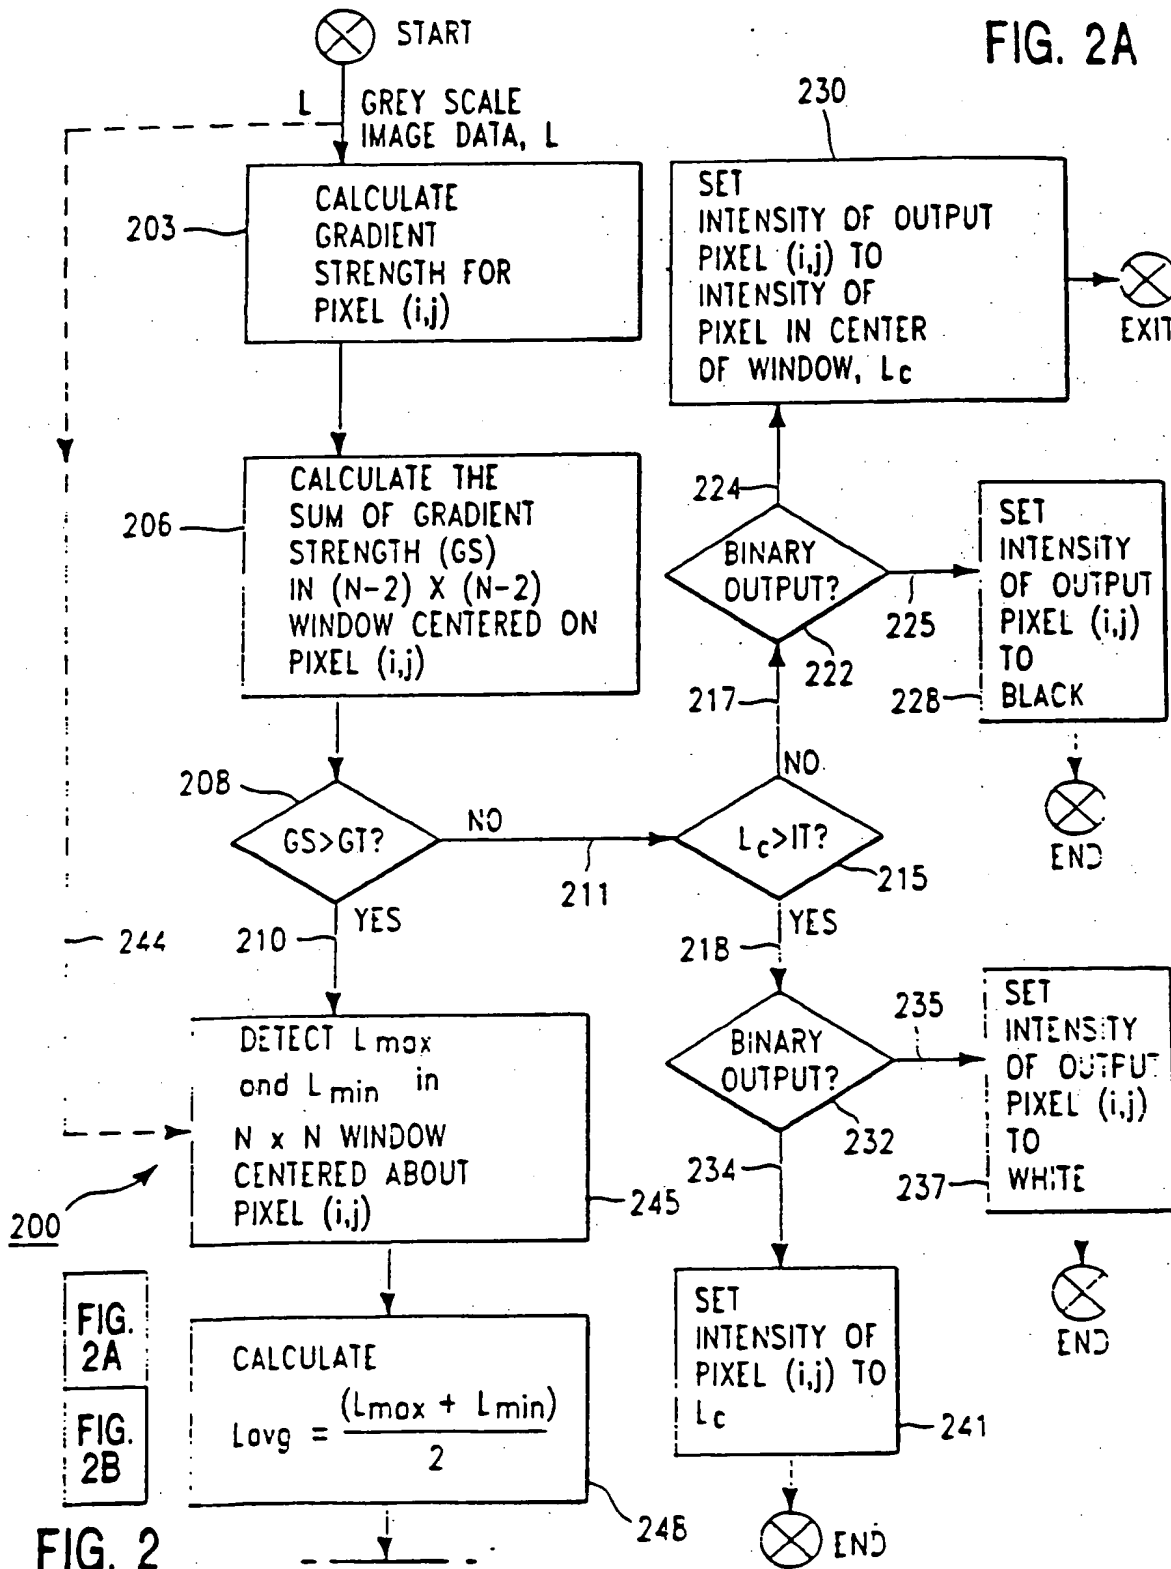 START
FIG. 2A
L
GREY SCALE
IMAGE DATA, L
230
203
CALCULATE
GRADIENT
STRENGTH FOR
PIXEL (i,j)
SET
INTENSITY OF OUTPUT
PIXEL (i,j) TO
INTENSITY OF
PIXEL IN CENTER
OF WINDOW, Lc
EXIT
206
CALCULATE THE
SUM OF GRADIENT
STRENGTH (GS)
IN (N-2) X (N-2)
WINDOW CENTERED ON
PIXEL (i,j)
224
BINARY
OUTPUT?
225
222
SET
INTENSITY
OF OUTPUT
PIXEL (i,j)
TO
BLACK
228
END
217
NO
208
GS>GT?
NO
211
Lc>IT?
215
YES
210
YES
218
244
DETECT Lmax
and Lmin in
N x N WINDOW
CENTERED ABOUT
PIXEL (i,j)
245
200
BINARY
OUTPUT?
235
232
234
SET
INTENSITY
OF OUTPUT
PIXEL (i,j)
TO
WHITE
237
END
FIG.
2A
FIG.
2B
FIG. 2
CALCULATE
Lavg = (Lmax + Lmin)
2
248
SET
INTENSITY OF
PIXEL (i,j) TO
Lc
241
END